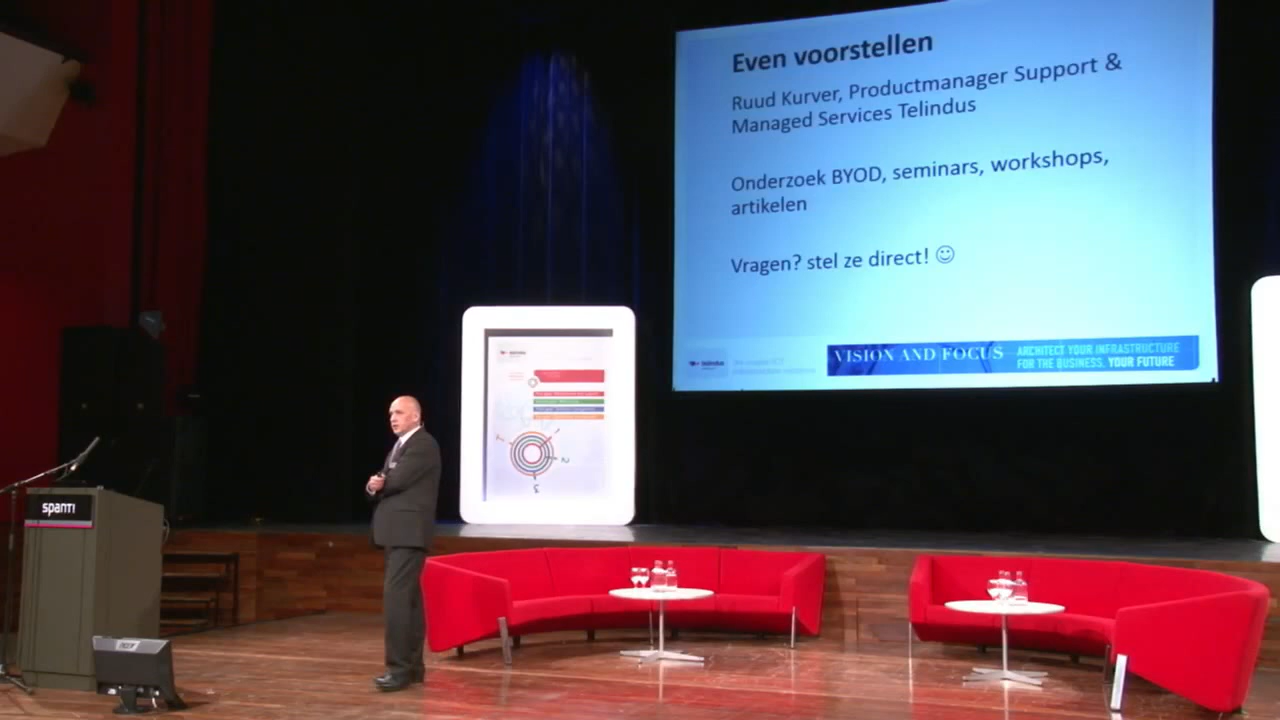 Even voorstellen
Ruud Kurver, Productmanager Support &
Managed Services Telindus
Onderzoek BYOD, seminars, workshops,
artikelen
Vragen? stel ze direct! ☺
VISION AND FOCUS
ARCHITECT YOUR INFRASTRUCTURE
FOR THE BUSINESS. YOUR FUTURE
telindus
spant!